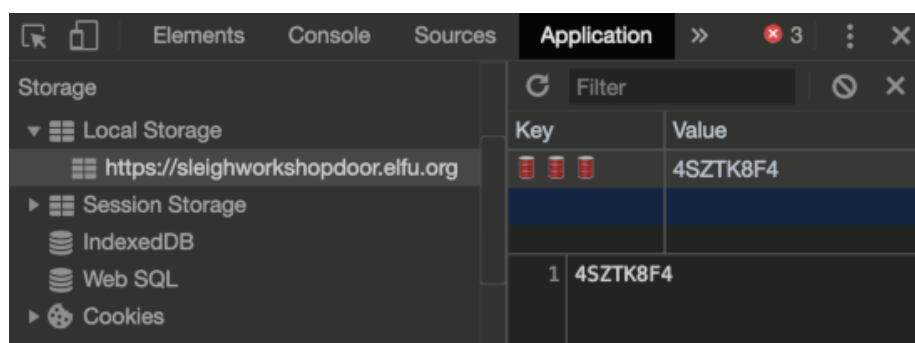 Elements Console Sources Application » 3
Storage
Filter
Local Storage
Key Value
https://sleighworkshopdoor.elfu.org
🛢🛢🛢 4SZTK8F4
Session Storage
IndexedDB
Web SQL
1 4SZTK8F4
Cookies